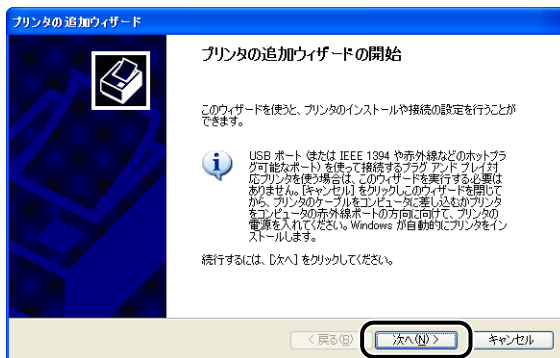 プリンタの追加ウィザード
プリンタの追加ウィザードの開始
このウィザードを使うと、プリンタのインストールや接続の設定を行うことが
できます。
USB ポート (または IEEE 1394 や赤外線などのホットプラ
グ可能なポート) を使って接続するプラグ アンド プレイ対
応プリンタを使う場合は、このウィザードを実行する必要は
ありません。[キャンセル] をクリックしこのウィザードを閉じて
から、プリンタのケーブルをコンピュータに差し込むかプリンタ
をコンピュータの赤外線ポートの方向に向けて、プリンタの
電源を入れてください。Windows が自動的にプリンタをイン
ストールします。
続行するには、[次へ] をクリックしてください。
< 戻る(B) 次へ(N) > キャンセル